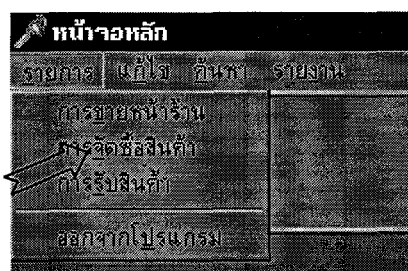 หน้าจอหลัก
รายการ แก้ไข ค้นหา รายงาน
การขายหน้าร้าน
การจัดซื้อสินค้า
การรับสินค้า
ออกจากโปรแกรม